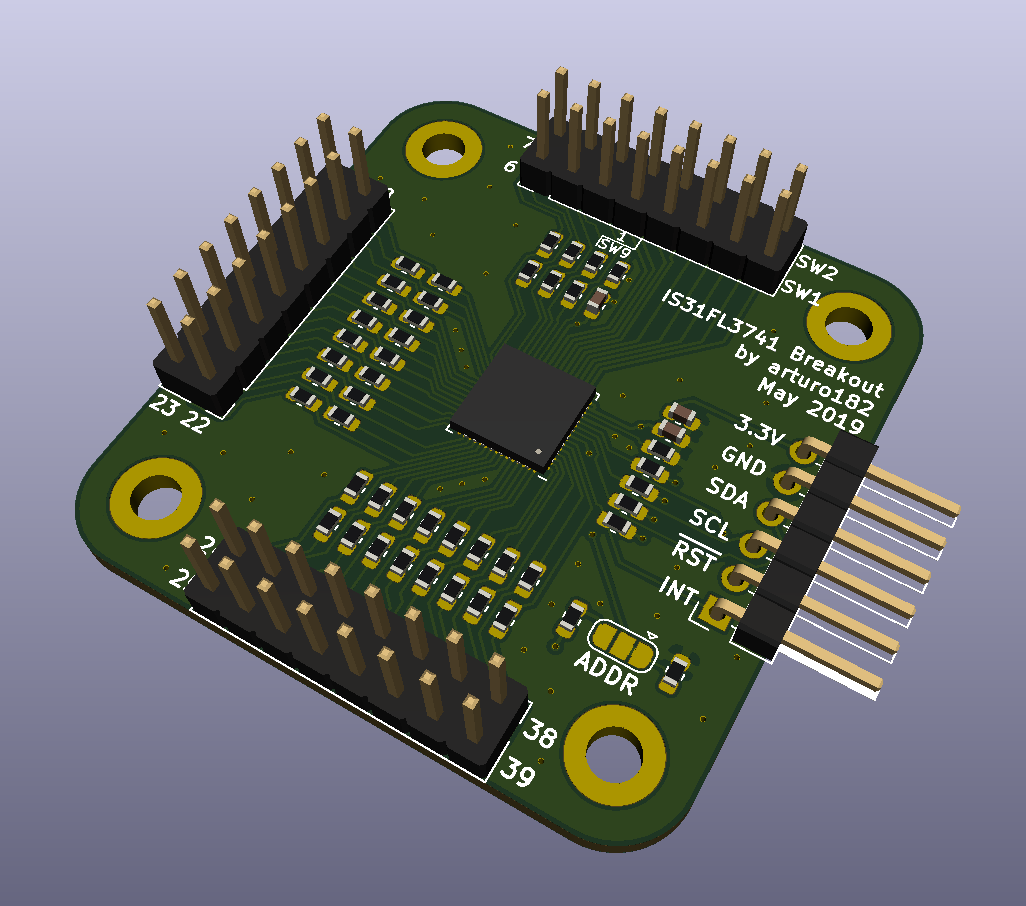 7
6
1
SW9
SW2
SW1
IS31FL3741 Breakout
by arturo182
May 2019
3.3V
GND
SDA
SCL
RST
INT
23 22
ADDR
38
39